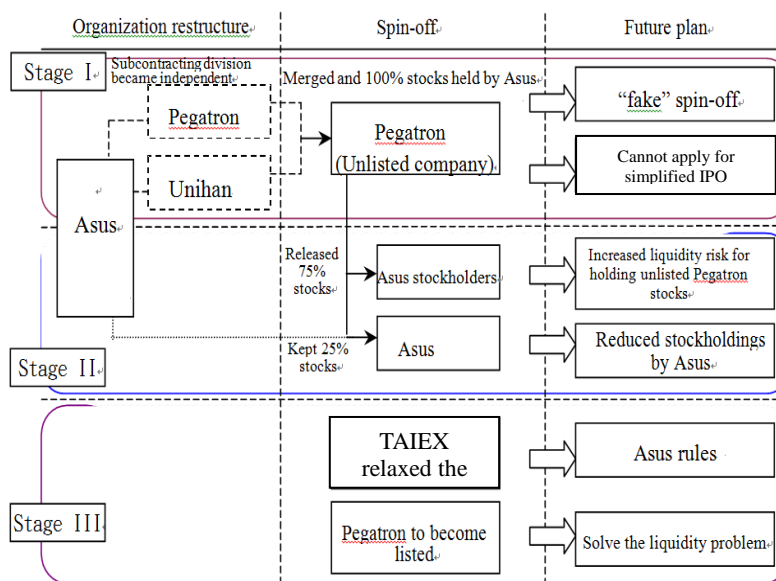 Organization restructure
Spin-off
Future plan
Stage I
Subcontracting division
became independent
Merged and 100% stocks held by Asus
Pegatron
Unihan
Asus
Pegatron
(Unlisted company)
“fake” spin-off
Cannot apply for
simplified IPO
Stage II
Released
75%
stocks
Asus stockholders
Increased liquidity risk for
holding unlisted Pegatron
stocks
Kept 25%
stocks
Asus
Reduced stockholdings
by Asus
Stage III
TAIEX
relaxed the
Asus rules
Pegatron to become
listed
Solve the liquidity problem